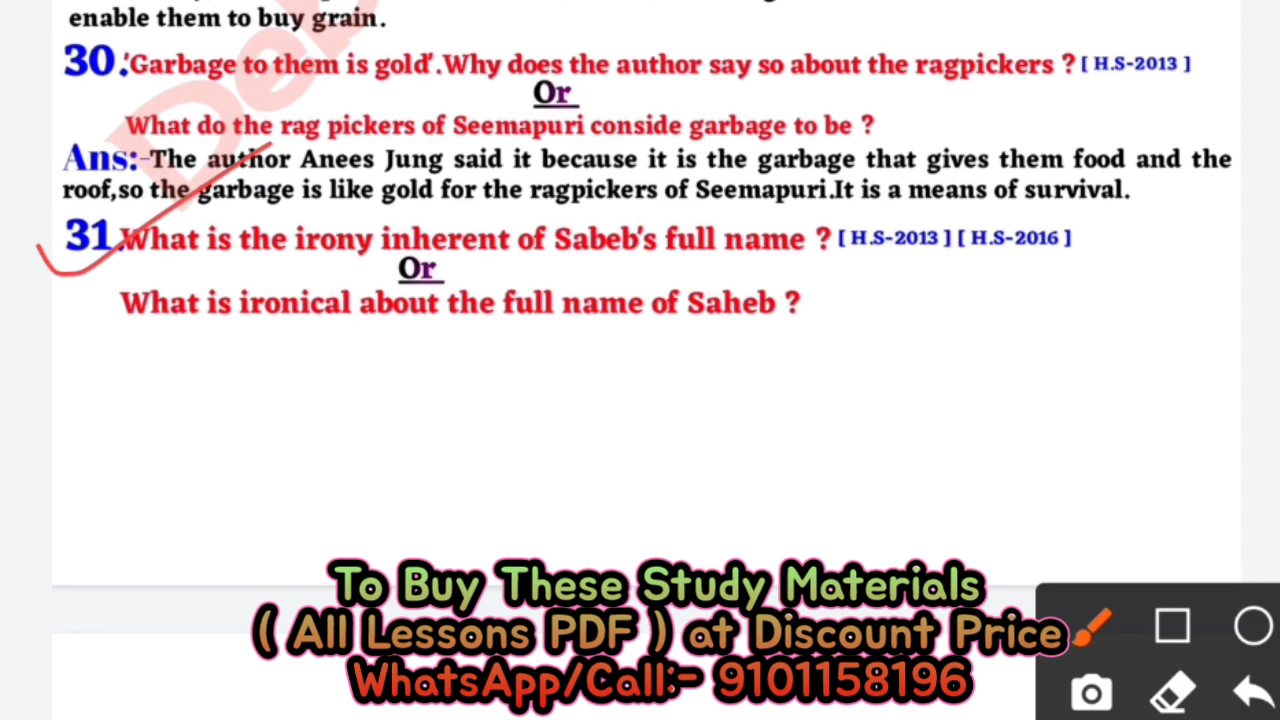 enable them to buy grain.
30.'Garbage to them is gold'.Why does the author say so about the ragpickers ? [ H.S-2013 ]
Or
What do the rag pickers of Seemapuri conside garbage to be ?
Ans:-The author Anees Jung said it because it is the garbage that gives them food and the
roof,so the garbage is like gold for the ragpickers of Seemapuri.It is a means of survival.
31.What is the irony inherent of Sabeb's full name ? [ H.S-2013 ] [ H.S-2016 ]
Or
What is ironical about the full name of Saheb ?
To Buy These Study Materials
( All Lessons PDF ) at Discount Price
WhatsApp/Call:- 9101158196